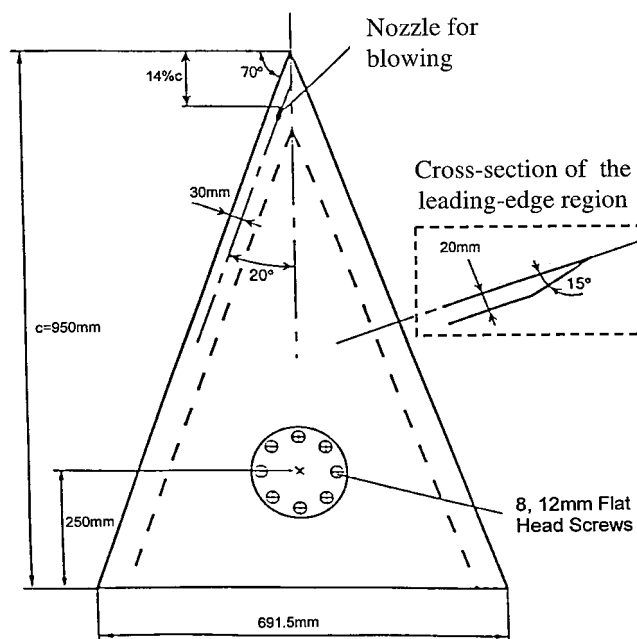 Nozzle for
blowing
14%c
70°
Cross-section of the
leading-edge region
30mm
20mm
15°
20°
c=950mm
250mm
8, 12mm Flat
Head Screws
691.5mm